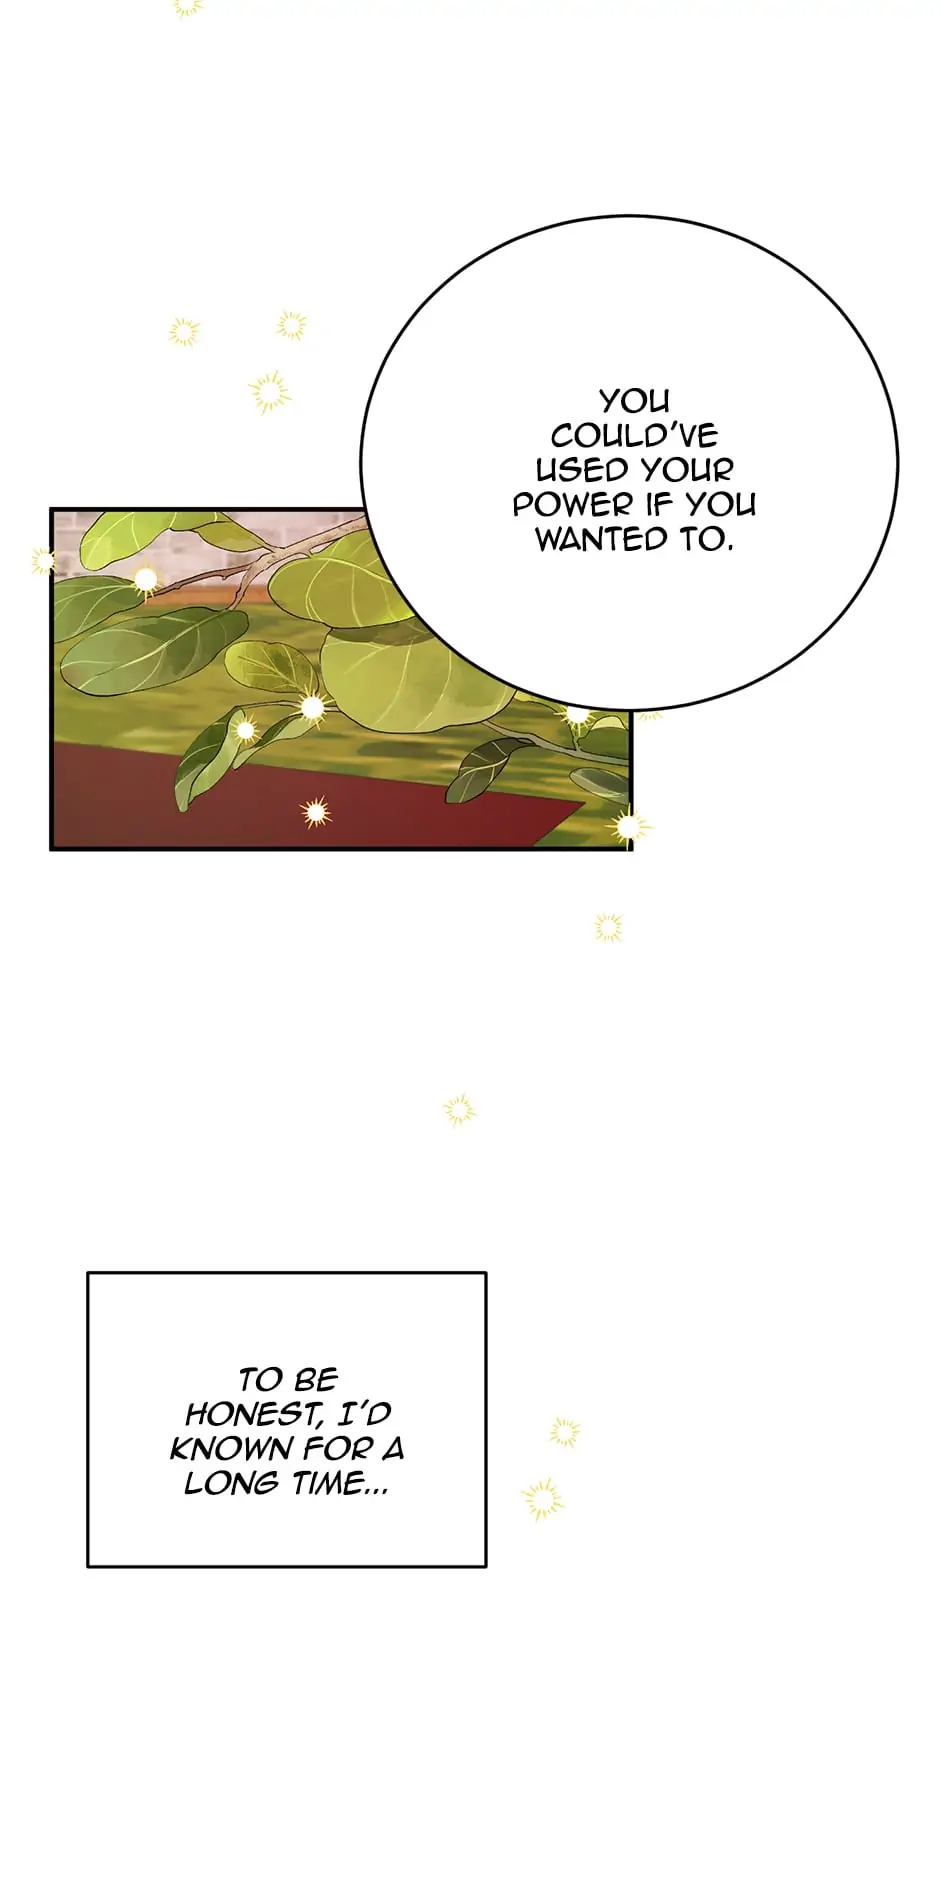 YOU
COULD'VE
USED YOUR
POWER IF YOU
WANTED TO.
TO BE
HONEST, I'D
KNOWN FOR A
LONG TIME...